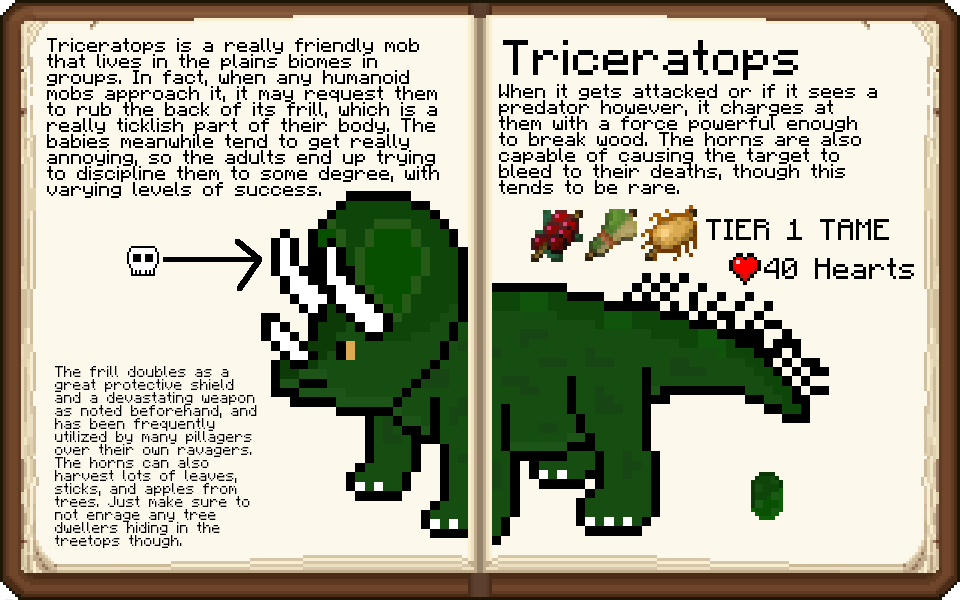 Triceratops is a really friendly mob
that lives in the plains biomes in
groups. In fact, when any humanoid
mobs approach it, it may request them
to rub the back of its frill, which is a
really ticklish part of their body. The
babies meanwhile tend to get really
annoying, so the adults end up trying
to discipline them to some degree, with
varying levels of success.
The frill doubles as a
great protective shield
and a devastating weapon
as noted beforehand, and
has been frequently
utilized by many pillagers
over their own ravagers.
The horns can also
harvest lots of leaves,
sticks, and apples from
trees. Just make sure to
not enrage any tree
dwellers hiding in the
treetops though.
Triceratops
When it gets attacked or if it sees a
predator however, it charges at
them with a force powerful enough
to break wood. The horns are also
capable of causing the target to
bleed to their deaths, though this
tends to be rare.
TIER 1 TAME
40 Hearts